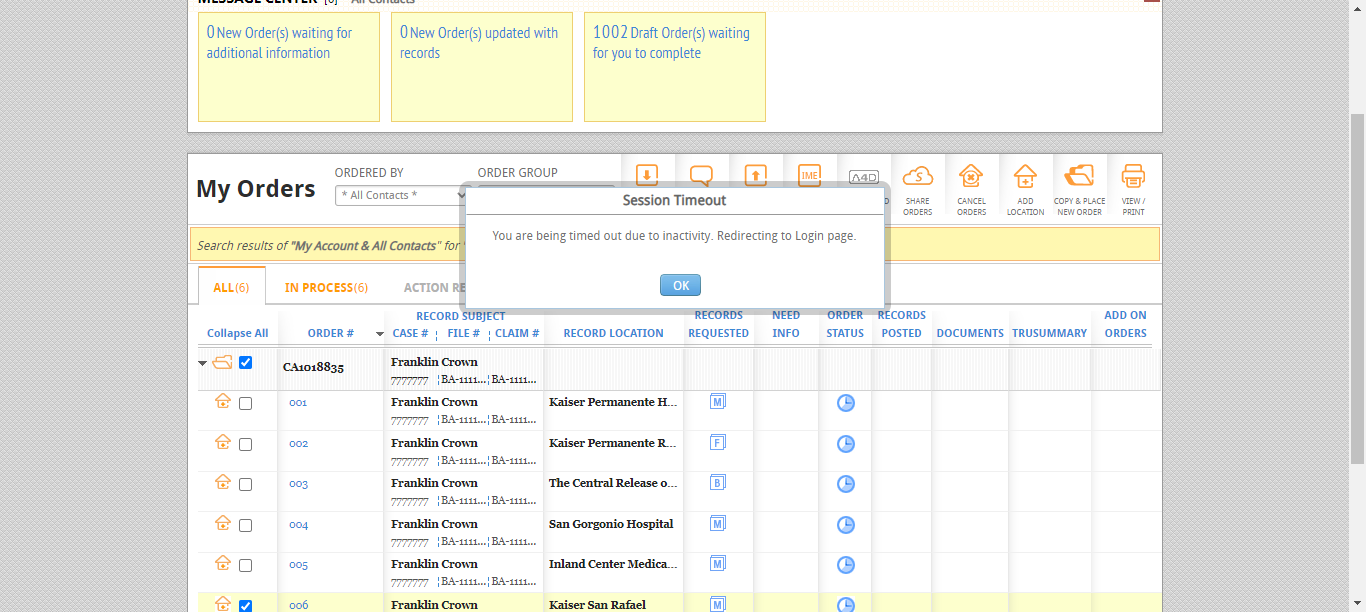 MESSAGE CENTER [0] All Contacts
0 New Order(s) waiting for
additional information
0 New Order(s) updated with
records
1002 Draft Order(s) waiting
for you to complete
My Orders
ORDERED BY
* All Contacts *
ORDER GROUP
IME
A4D
SHARE
ORDERS
CANCEL
ORDERS
ADD
LOCATION
COPY & PLACE
NEW ORDER
VIEW /
PRINT
Session Timeout
You are being timed out due to inactivity. Redirecting to Login page.
OK
Search results of "My Account & All Contacts" for "
ALL(6)
IN PROCESS(6)
ACTION RE
Collapse All
ORDER #
RECORD SUBJECT
CASE # ¦ FILE # ¦ CLAIM #
RECORD LOCATION
RECORDS
REQUESTED
NEED
INFO
ORDER
STATUS
RECORDS
POSTED
DOCUMENTS
TRUSUMMARY
ADD ON
ORDERS
CA1018835 Franklin Crown
7777777 ¦BA-1111...¦BA-1111...
001 Franklin Crown Kaiser Permanente H... M
7777777 ¦BA-1111...¦BA-1111...
002 Franklin Crown Kaiser Permanente R... F
7777777 ¦BA-1111...¦BA-1111...
003 Franklin Crown The Central Release o... B
7777777 ¦BA-1111...¦BA-1111...
004 Franklin Crown San Gorgonio Hospital M
7777777 ¦BA-1111...¦BA-1111...
005 Franklin Crown Inland Center Medica... M
7777777 ¦BA-1111...¦BA-1111...
006 Franklin Crown Kaiser San Rafael M